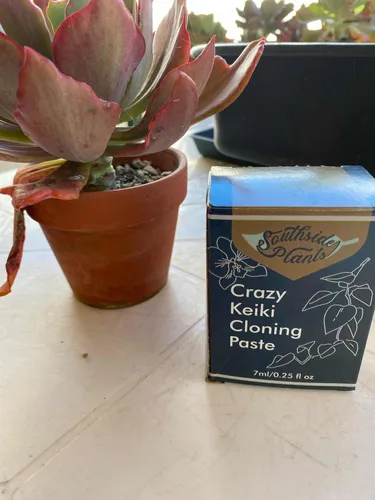 Southside
Plants
Crazy
Keiki
Cloning
Paste
7ml/0.25 fl oz